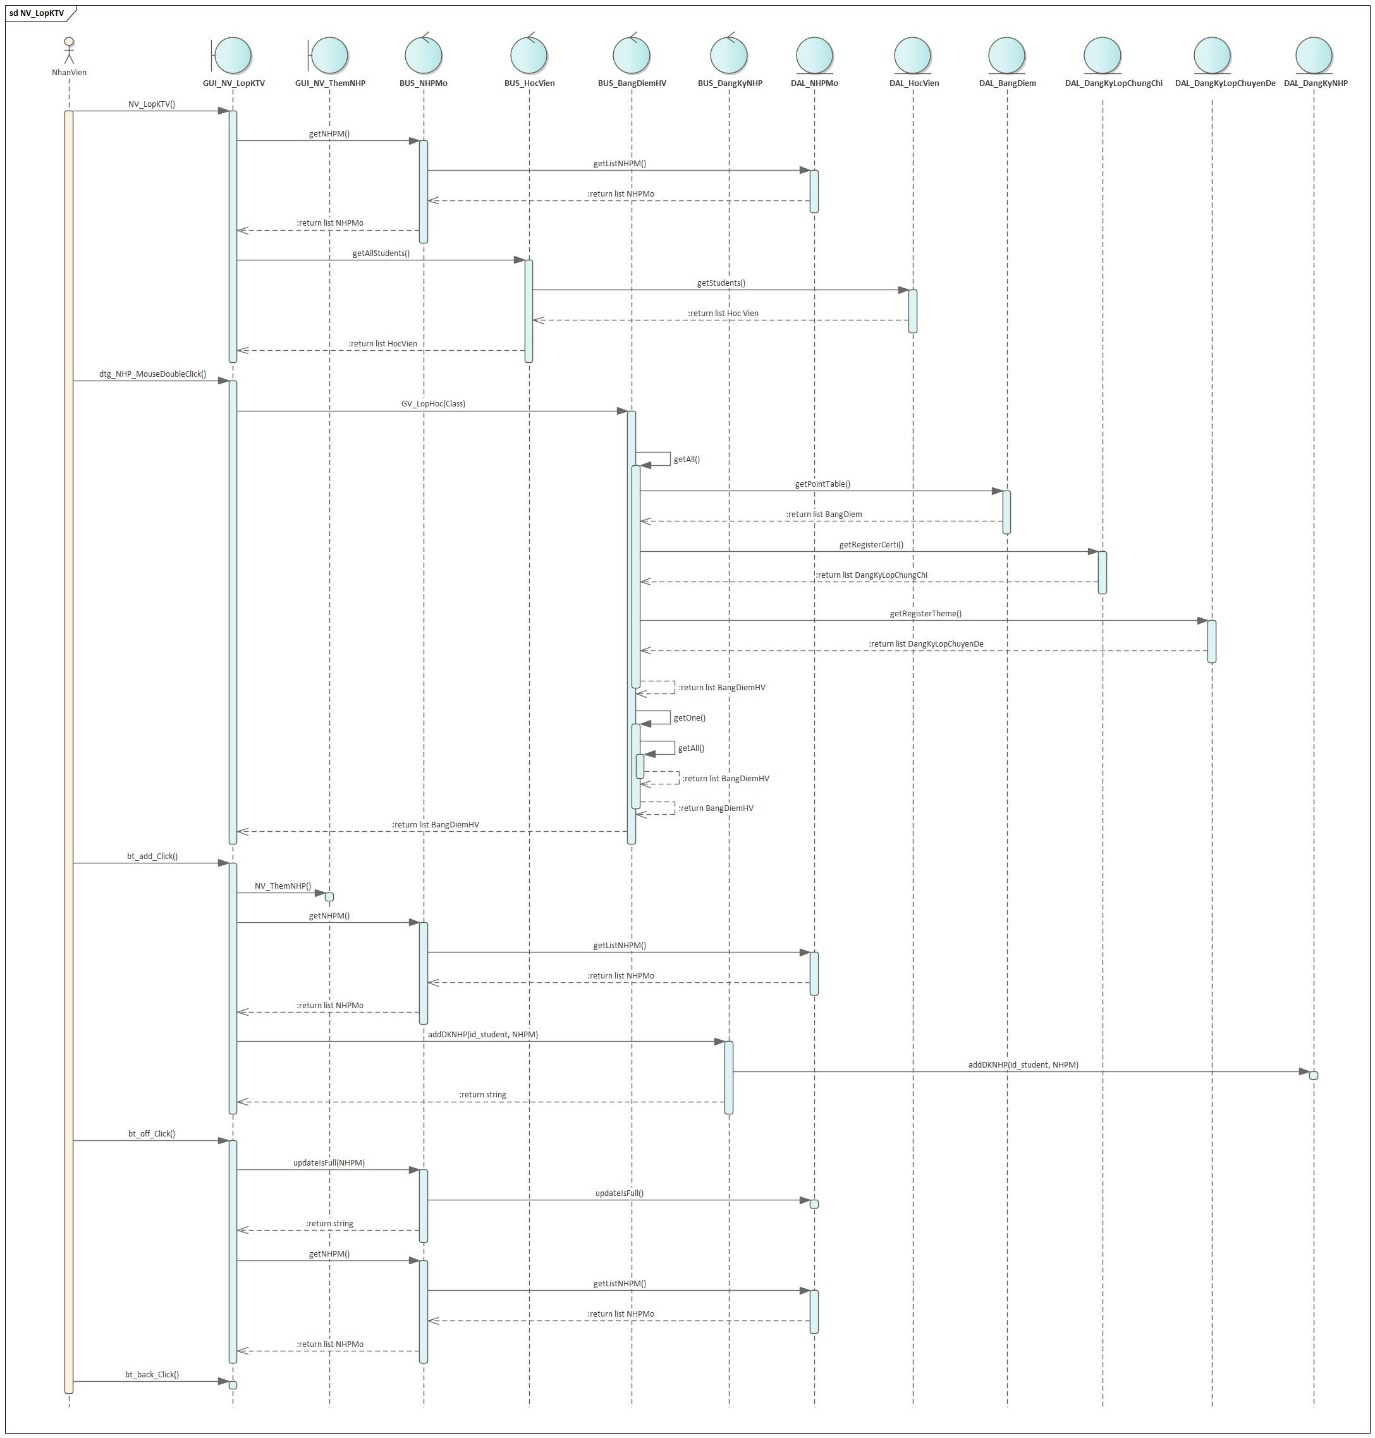 sd NV_LopKTV
NhanVien
GUI_NV_LopKTV
GUI_NV_ThemNHP
BUS_NHPMo
BUS_HocVien
BUS_BangDiemHV
BUS_DangKyNHP
DAL_NHPMo
DAL_HocVien
DAL_BangDiem
DAL_DangKyLopChungChi
DAL_DangKyLopChuyenDe
DAL_DangKyNHP
NV_LopKTV()
getNHPM()
getListNHPM()
:return list NHPMo
:return list NHPMo
getAllStudents()
getStudents()
:return list Hoc Vien
:return list HocVien
dtg_NHP_MouseDoubleClick()
GV_LopHoc(Class)
getAll()
getPointTable()
:return list BangDiem
getRegisterCerti()
:return list DangKyLopChungChi
getRegisterTheme()
:return list DangKyLopChuyenDe
:return list BangDiemHV
getOne()
getAll()
:return list BangDiemHV
:return BangDiemHV
:return list BangDiemHV
bt_add_Click()
NV_ThemNHP()
getNHPM()
getListNHPM()
:return list NHPMo
:return list NHPMo
addDKNHP(id_student, NHPM)
addDKNHP(id_student, NHPM)
:return string
bt_off_Click()
updateIsFull(NHPM)
updateIsFull()
:return string
getNHPM()
getListNHPM()
:return list NHPMo
:return list NHPMo
bt_back_Click()